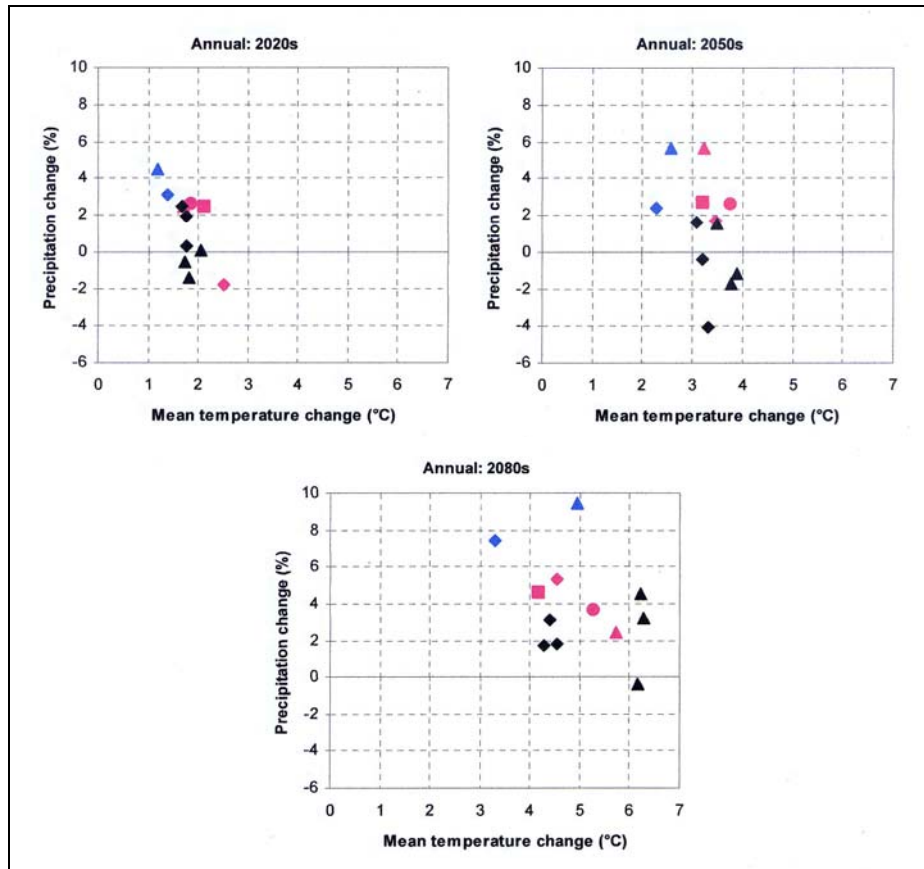 Annual: 2020s
Precipitation change (%)
10
8
6
4
2
0
-2
-4
-6
0 1 2 3 4 5 6 7
Mean temperature change (°C)
Annual: 2050s
Precipitation change (%)
10
8
6
4
2
0
-2
-4
-6
0 1 2 3 4 5 6 7
Mean temperature change (°C)
Annual: 2080s
Precipitation change (%)
10
8
6
4
2
0
-2
-4
-6
0 1 2 3 4 5 6 7
Mean temperature change (°C)